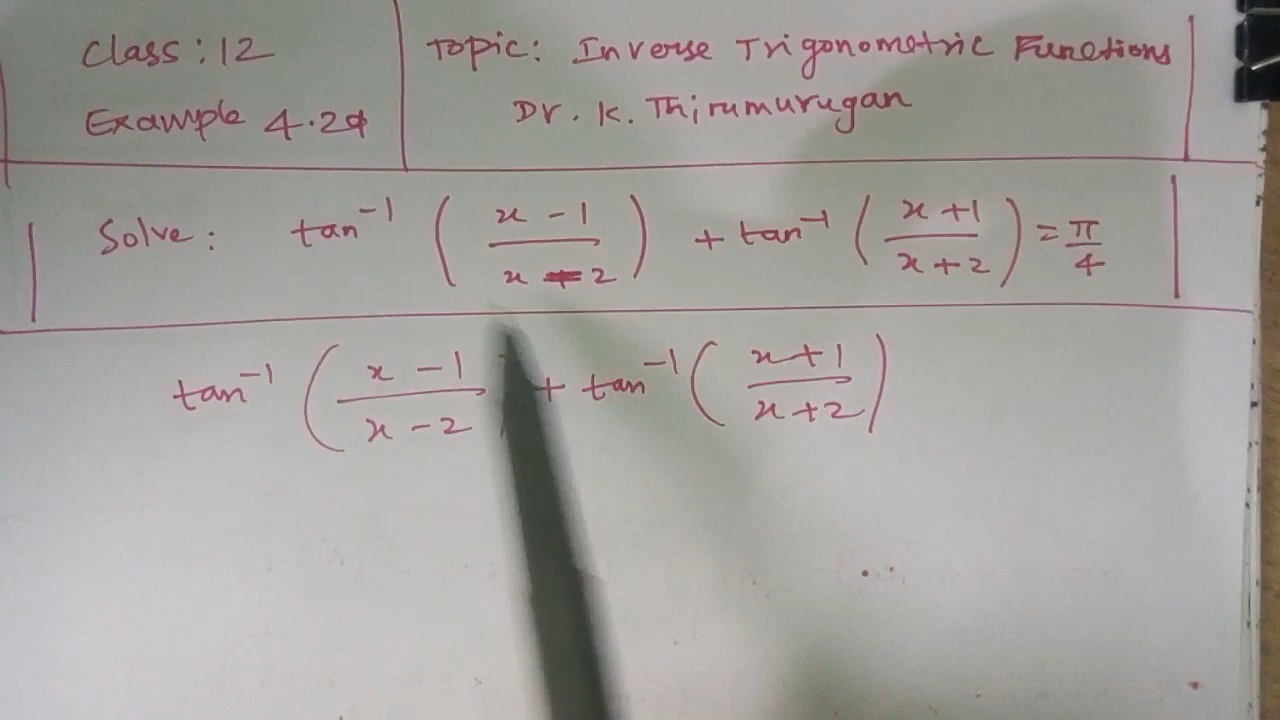 Class: 12
Example 4.29
Topic: Inverse Trigonometric Functions
Dr. K. Thirumurugan
Solve: tan⁻¹ ( (x - 1)/(x - 2) ) + tan⁻¹ ( (x + 1)/(x + 2) ) = π/4
tan⁻¹ ( (x - 1)/(x - 2) ) + tan⁻¹ ( (x + 1)/(x + 2) )